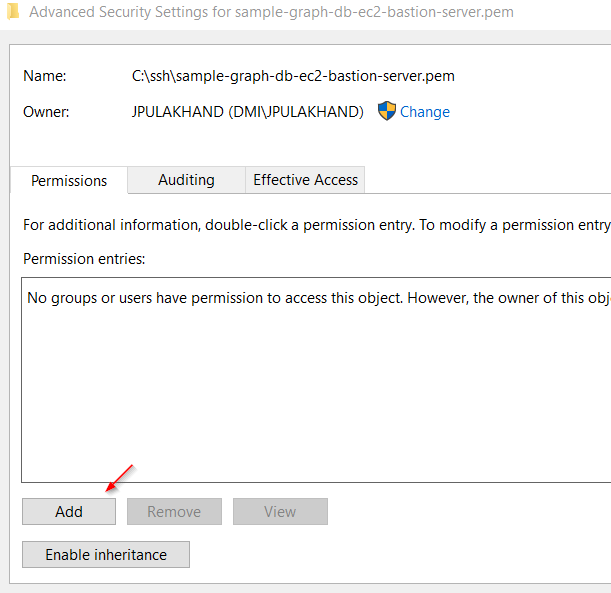 Advanced Security Settings for sample-graph-db-ec2-bastion-server.pem
Name: C:\ssh\sample-graph-db-ec2-bastion-server.pem
Owner: JPULAKHAND (DMI\JPULAKHAND) Change
Permissions Auditing Effective Access
For additional information, double-click a permission entry. To modify a permission entry
Permission entries:
No groups or users have permission to access this object. However, the owner of this obj
Add Remove View
Enable inheritance